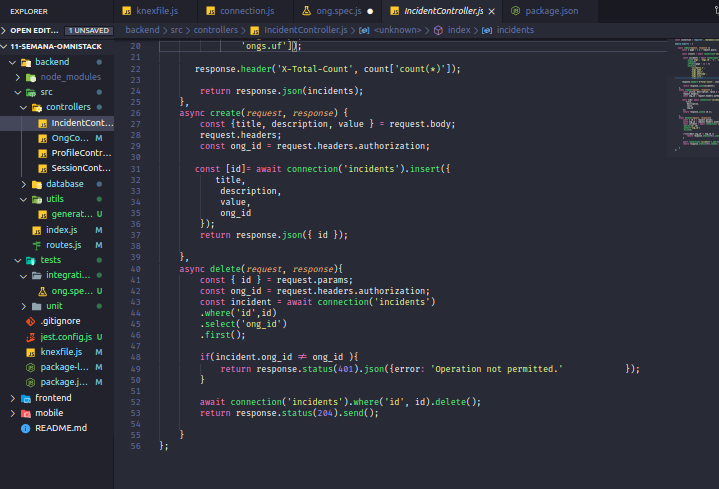 EXPLORER
knexfile.js
connection.js
ong.spec.js
IncidentController.js
package.json
OPEN EDIT... 1 UNSAVED
backend › src › controllers › IncidentController.js › <unknown> › index › incidents
11-SEMANA-OMNISTACK
backend
node_modules
src
controllers
IncidentCont...
OngCo... M
ProfileContr...
SessionCont...
database
utils
generat... U
index.js M
routes.js M
tests
integrati...
ong.spe... U
unit
.gitignore
jest.config.js U
knexfile.js M
package-l... M
package.j... M
frontend
mobile
README.md
20 'ongs.uf']);
21
22 response.header('X-Total-Count', count['count(*)']);
23
24 return response.json(incidents);
25 },
26 async create(request, response) {
27 const {title, description, value } = request.body;
28 request.headers;
29 const ong_id = request.headers.authorization;
30
31 const [id]= await connection('incidents').insert({
32 title,
33 description,
34 value,
35 ong_id
36 });
37 return response.json({ id });
38
39 },
40 async delete(request, response){
41 const { id } = request.params;
42 const ong_id = request.headers.authorization;
43 const incident = await connection('incidents')
44 .where('id',id)
45 .select('ong_id')
46 .first();
47
48 if(incident.ong_id ≠ ong_id ){
49 return response.status(401).json({error: 'Operation not permitted.' });
50 }
51
52 await connection('incidents').where('id', id).delete();
53 return response.status(204).send();
54
55 }
56 };